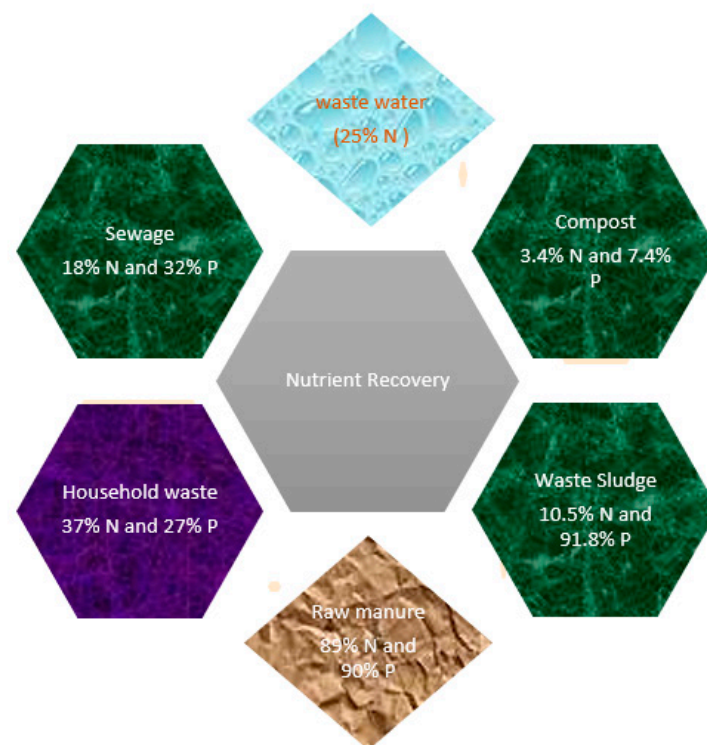 waste water
(25% N )
Sewage
18% N and 32% P
Compost
3.4% N and 7.4%
P
Nutrient Recovery
Household waste
37% N and 27% P
Waste Sludge
10.5% N and
91.8% P
Raw manure
89% N and
90% P